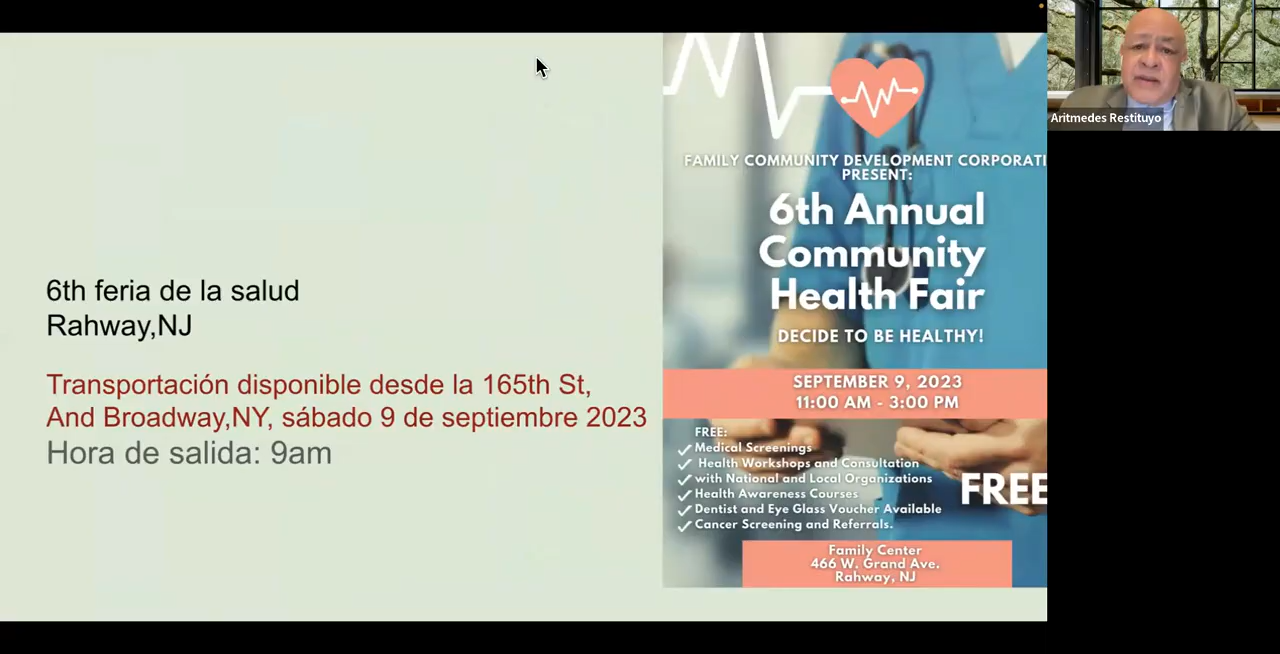 6th feria de la salud
Rahway,NJ
Transportación disponible desde la 165th St,
And Broadway,NY, sábado 9 de septiembre 2023
Hora de salida: 9am
FAMILY COMMUNITY DEVELOPMENT CORPORATI
PRESENT:
6th Annual
Community
Health Fair
DECIDE TO BE HEALTHY!
SEPTEMBER 9, 2023
11:00 AM - 3:00 PM
FREE:
Medical Screenings
Health Workshops and Consultation
with National and Local Organizations
Health Awareness Courses
Dentist and Eye Glass Voucher Available
Cancer Screening and Referrals.
FREE
Family Center
466 W. Grand Ave.
Rahway, NJ
Aritmedes Restituyo